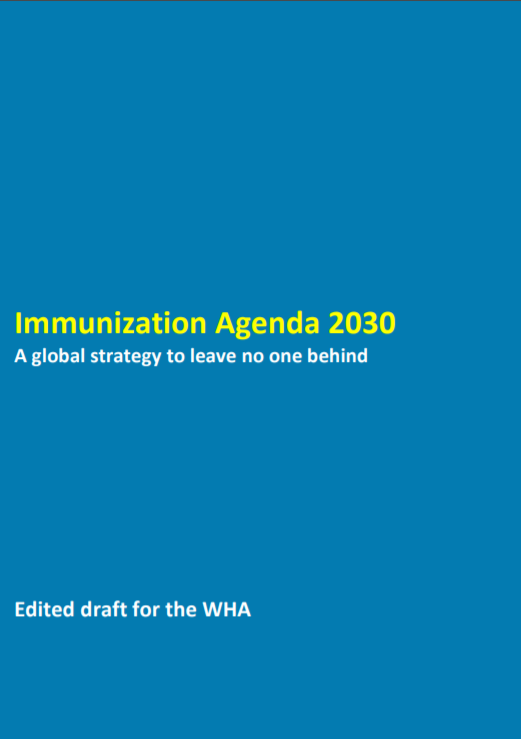 Immunization Agenda 2030
A global strategy to leave no one behind
Edited draft for the WHA